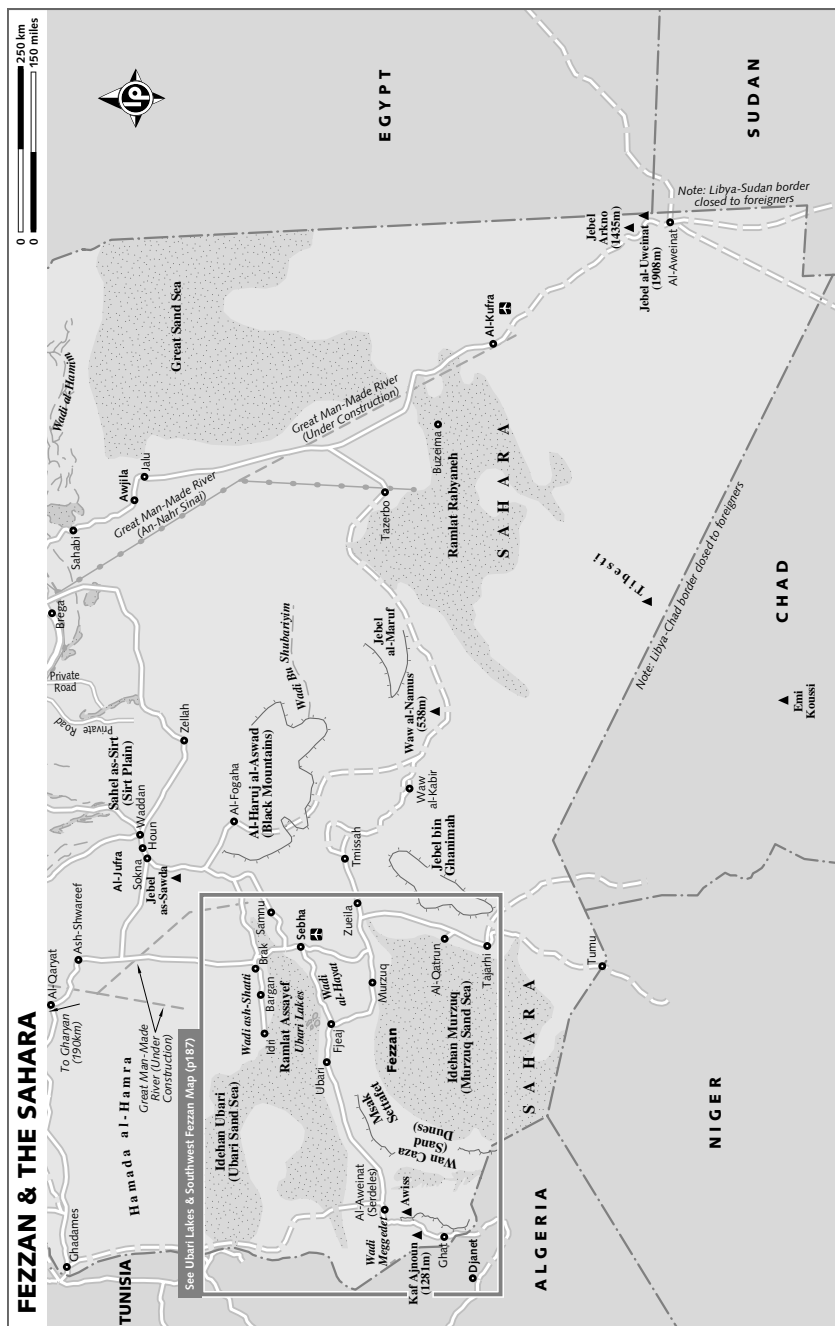 FEZZAN & THE SAHARA
0 250 km
0 150 miles
lp
TUNISIA
Ghadames
Hamada al-Hamra
To Gharyan
(190km)
Al-Qaryat
Ash-Shwareef
Great Man-Made
River (Under
Construction)
Al-Jufra
Sokna
Houn
Waddan
Jebel
as-Sawda
Sahel as-Sirt
(Sirt Plain)
Private
Road
Private
Road
Brega
Zellah
Sahabi
Awjila
Jalu
Wadi al-Hamim
Great Man-Made River
(An-Nahr Sinai)
Great Sand Sea
Great Man-Made River
(Under Construction)
EGYPT
See Ubari Lakes & Southwest Fezzan Map (p187)
Idehan Ubari
(Ubari Sand Sea)
Wadi ash-Shatti
Idri
Bargan
Brak
Samnu
Ramlat Assayef
Ubari Lakes
Sebha
Wadi
al-Hayat
Ubari
Fjeaj
Al-Fogaha
Al-Haruj al-Aswad
(Black Mountains)
Wadi Bu Shubariyim
Al-Aweinat
(Serdeles)
Wadi
Meggedet
Awiss
Kaf Ajnoun
(1281m)
Ghat
Djanet
Msak
Settafet
Wan Caza
(Sand
Dunes)
Fezzan
Murzuq
Zueila
Tmissah
Idehan Murzuq
(Murzuq Sand Sea)
Al-Qatrun
Tajarhi
Jebel bin
Ghanimah
Waw
al-Kabir
Waw al-Namus
(538m)
Jebel
al-Maruf
Tazerbo
Buzeima
Ramlat Rabyaneh
Al-Kufra
SAHARA
SAHARA
Tumu
ALGERIA
NIGER
Tibesti
Note: Libya-Chad border closed to foreigners
Emi
Koussi
CHAD
Jebel
Arkno
(1435m)
Jebel al-Uweinat
(1908m)
Al-Aweinat
Note: Libya-Sudan border
closed to foreigners
SUDAN